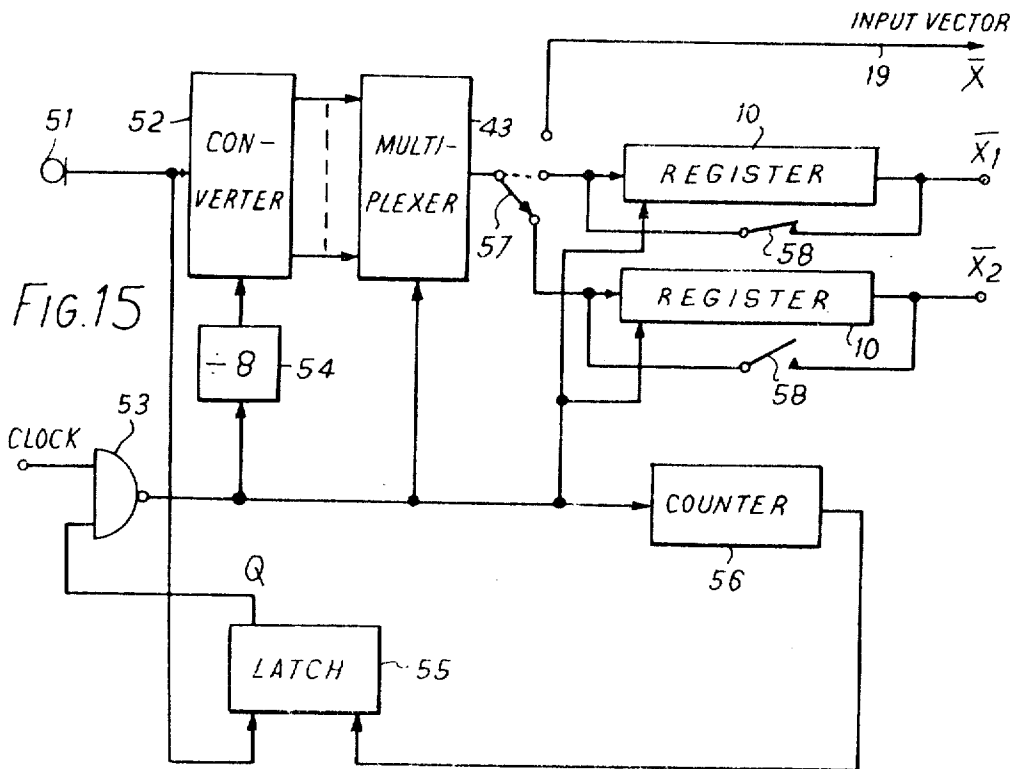 INPUT VECTOR
19
X̅
51
52
CON-
VERTER
MULTI-
PLEXER
43
10
REGISTER
X̅1
57
58
X̅2
REGISTER
10
58
FIG.15
÷8
54
53
CLOCK
COUNTER
56
Q
LATCH
55